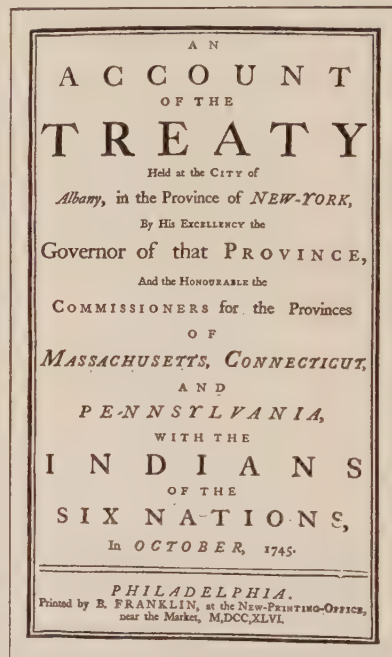 AN
ACCOUNT
OF THE
TREATY
Held at the CITY of
Albany, in the Province of NEW-YORK,
By His EXCELLENCY the
Governor of that PROVINCE,
And the HONOURABLE the
COMMISSIONERS for the Provinces
OF
MASSACHUSETTS, CONNECTICUT,
AND
PENNSYLVANIA,
WITH THE
INDIANS
OF THE
SIX NATIONS,
In OCTOBER, 1745.
PHILADELPHIA.
Printed by B. FRANKLIN, at the NEW-PRINTING-OFFICE,
near the Market, M,DCC,XLVI.